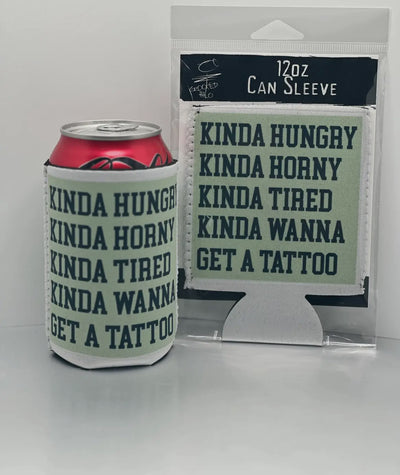 12oz
CAN SLEEVE
KINDA HUNGRY
KINDA HORNY
KINDA TIRED
KINDA WANNA
GET A TATTOO
KINDA HUNGR
KINDA HORNY
KINDA TIRED
KINDA WANNA
GET A TATTOO